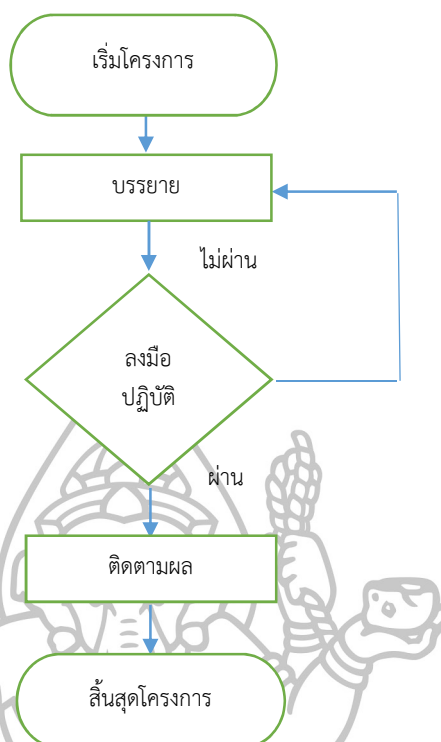 เริ่มโครงการ
บรรยาย
ไม่ผ่าน
ลงมือ
ปฏิบัติ
ผ่าน
ติดตามผล
สิ้นสุดโครงการ